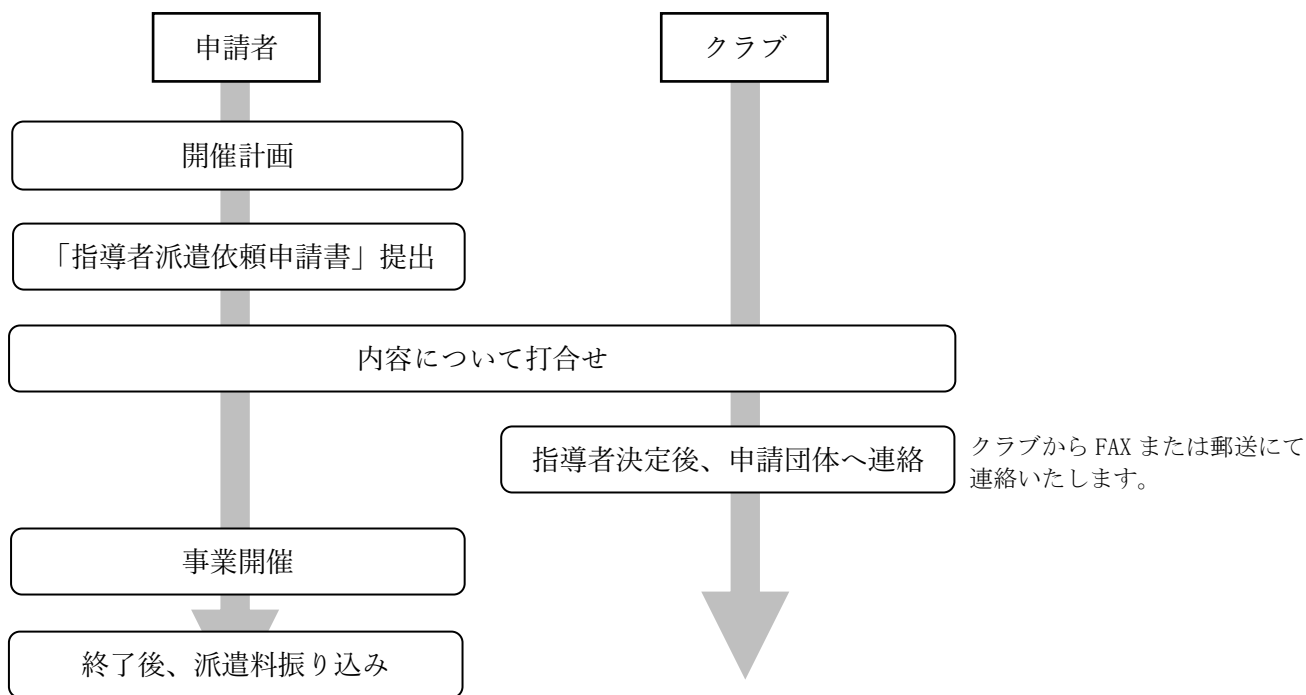 申請者
クラブ
開催計画
「指導者派遣依頼申請書」提出
内容について打合せ
指導者決定後、申請団体へ連絡
クラブから FAX または郵送にて
連絡いたします。
事業開催
終了後、派遣料振り込み